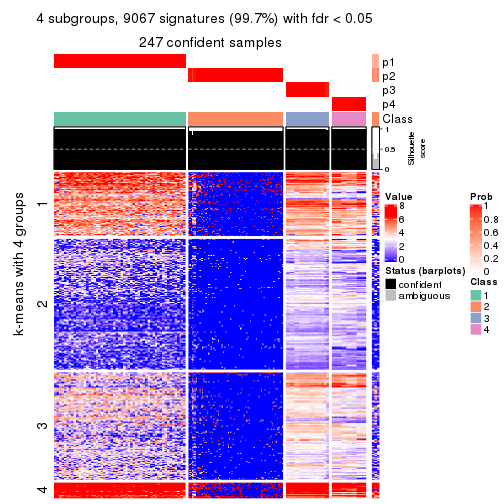 4 subgroups, 9067 signatures (99.7%) with fdr < 0.05
247 confident samples
p1
p2
p3
p4
Class
1
0.5
0
Silhouette
score
k-means with 4 groups
1
2
3
4
Value
8
6
4
2
0
Status (barplots)
confident
ambiguous
Prob
1
0.8
0.6
0.4
0.2
0
Class
1
2
3
4